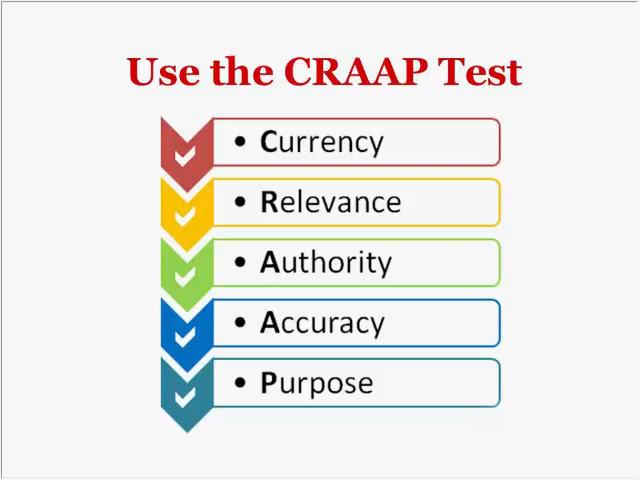 Use the CRAAP Test
• Currency
• Relevance
• Authority
• Accuracy
• Purpose